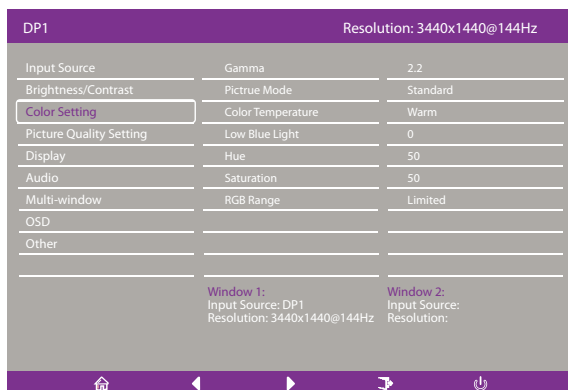 DP1 Resolution: 3440x1440@144Hz
Input Source Gamma 2.2
Brightness/Contrast Pictrue Mode Standard
Color Setting Color Temperature Warm
Picture Quality Setting Low Blue Light 0
Display Hue 50
Audio Saturation 50
Multi-window RGB Range Limited
OSD
Other
Window 1: Window 2:
Input Source: DP1 Input Source:
Resolution: 3440x1440@144Hz Resolution: